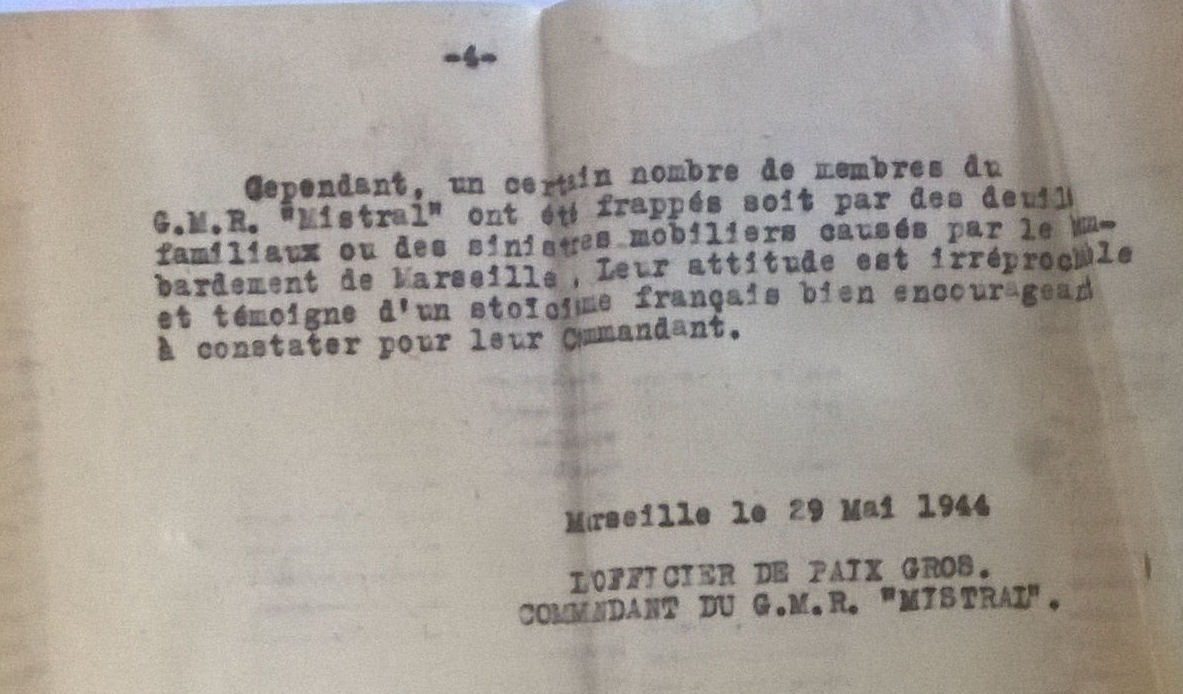 -4-
Cependant, un certain nombre de membres du
G.M.R. "Mistral" ont été frappés soit par des deuils
familiaux ou des sinistres mobiliers causés par le bom-
bardement de Marseille. Leur attitude est irréprochable
et témoigne d'un stoïcisme français bien encourageant
à constater pour leur Commandant.
Marseille le 29 Mai 1944
L'OFFICIER DE PAIX GROS.
COMMANDANT DU G.M.R. "MISTRAL".